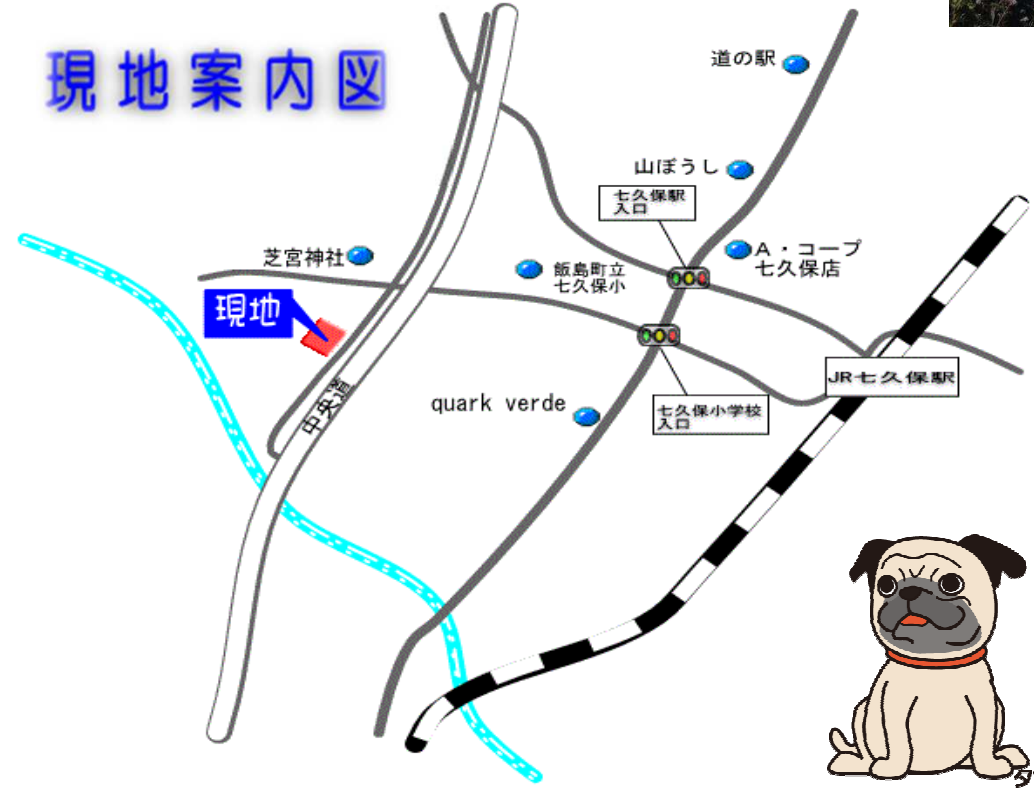 現地案内図
道の駅
山ぼうし
七久保駅
入口
芝宮神社
飯島町立
七久保小
A・コープ
七久保店
現地
JR七久保駅
中央道
quark verde
七久保小学校
入口
タ